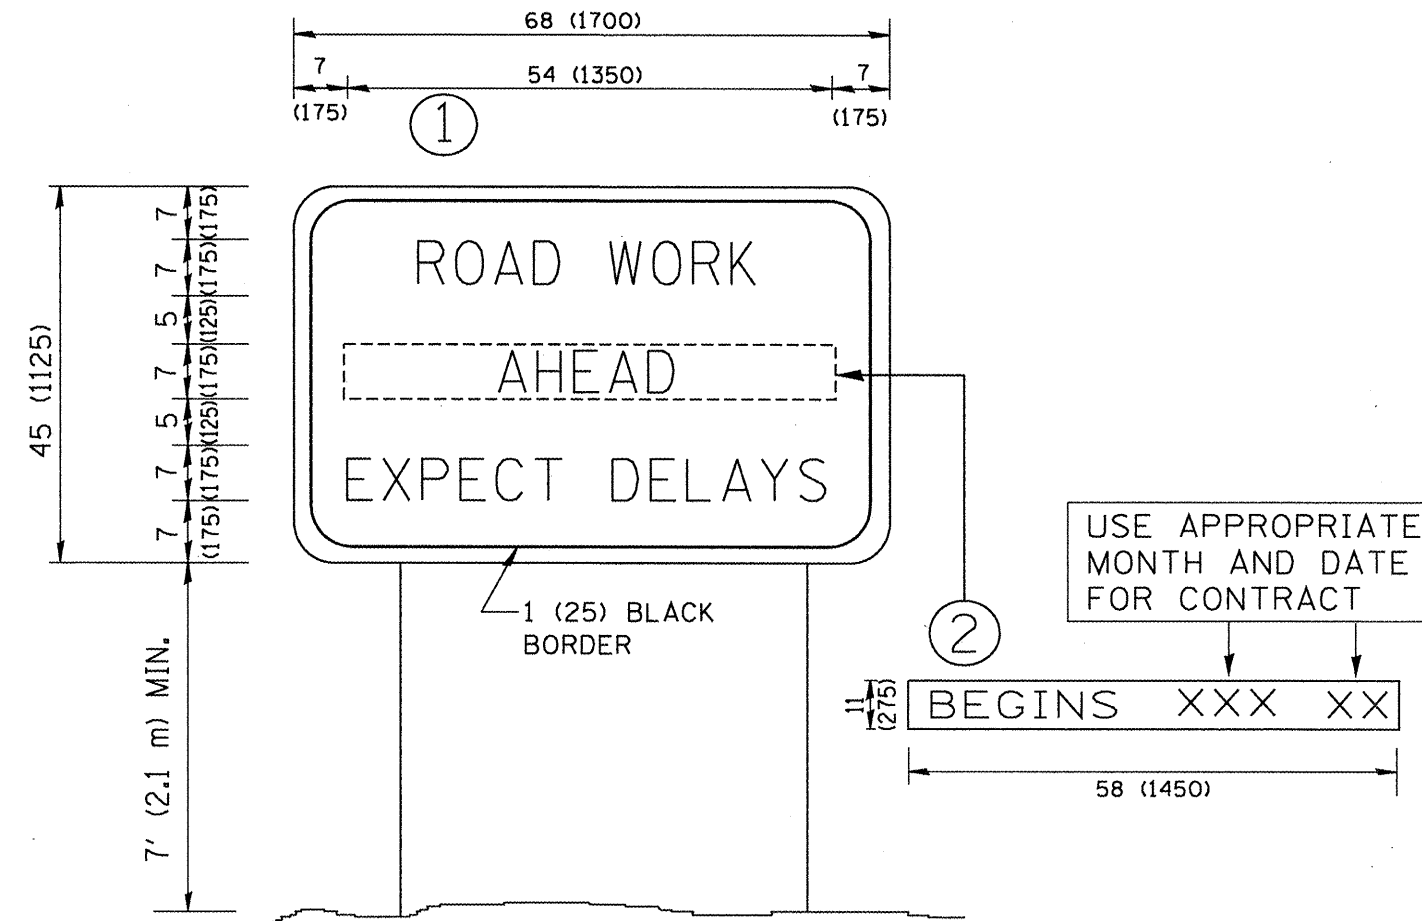 68 (1700)
7
54 (1350)
7
(175)
(175)
1
45 (1125)
7
(175)
7
(175)
5
(125)
7
(175)
5
(125)
7
(175)
7
(175)
ROAD WORK
AHEAD
EXPECT DELAYS
1 (25) BLACK
BORDER
7' (2.1 m) MIN.
USE APPROPRIATE
MONTH AND DATE
FOR CONTRACT
2
11
(275)
BEGINS XXX XX
58 (1450)